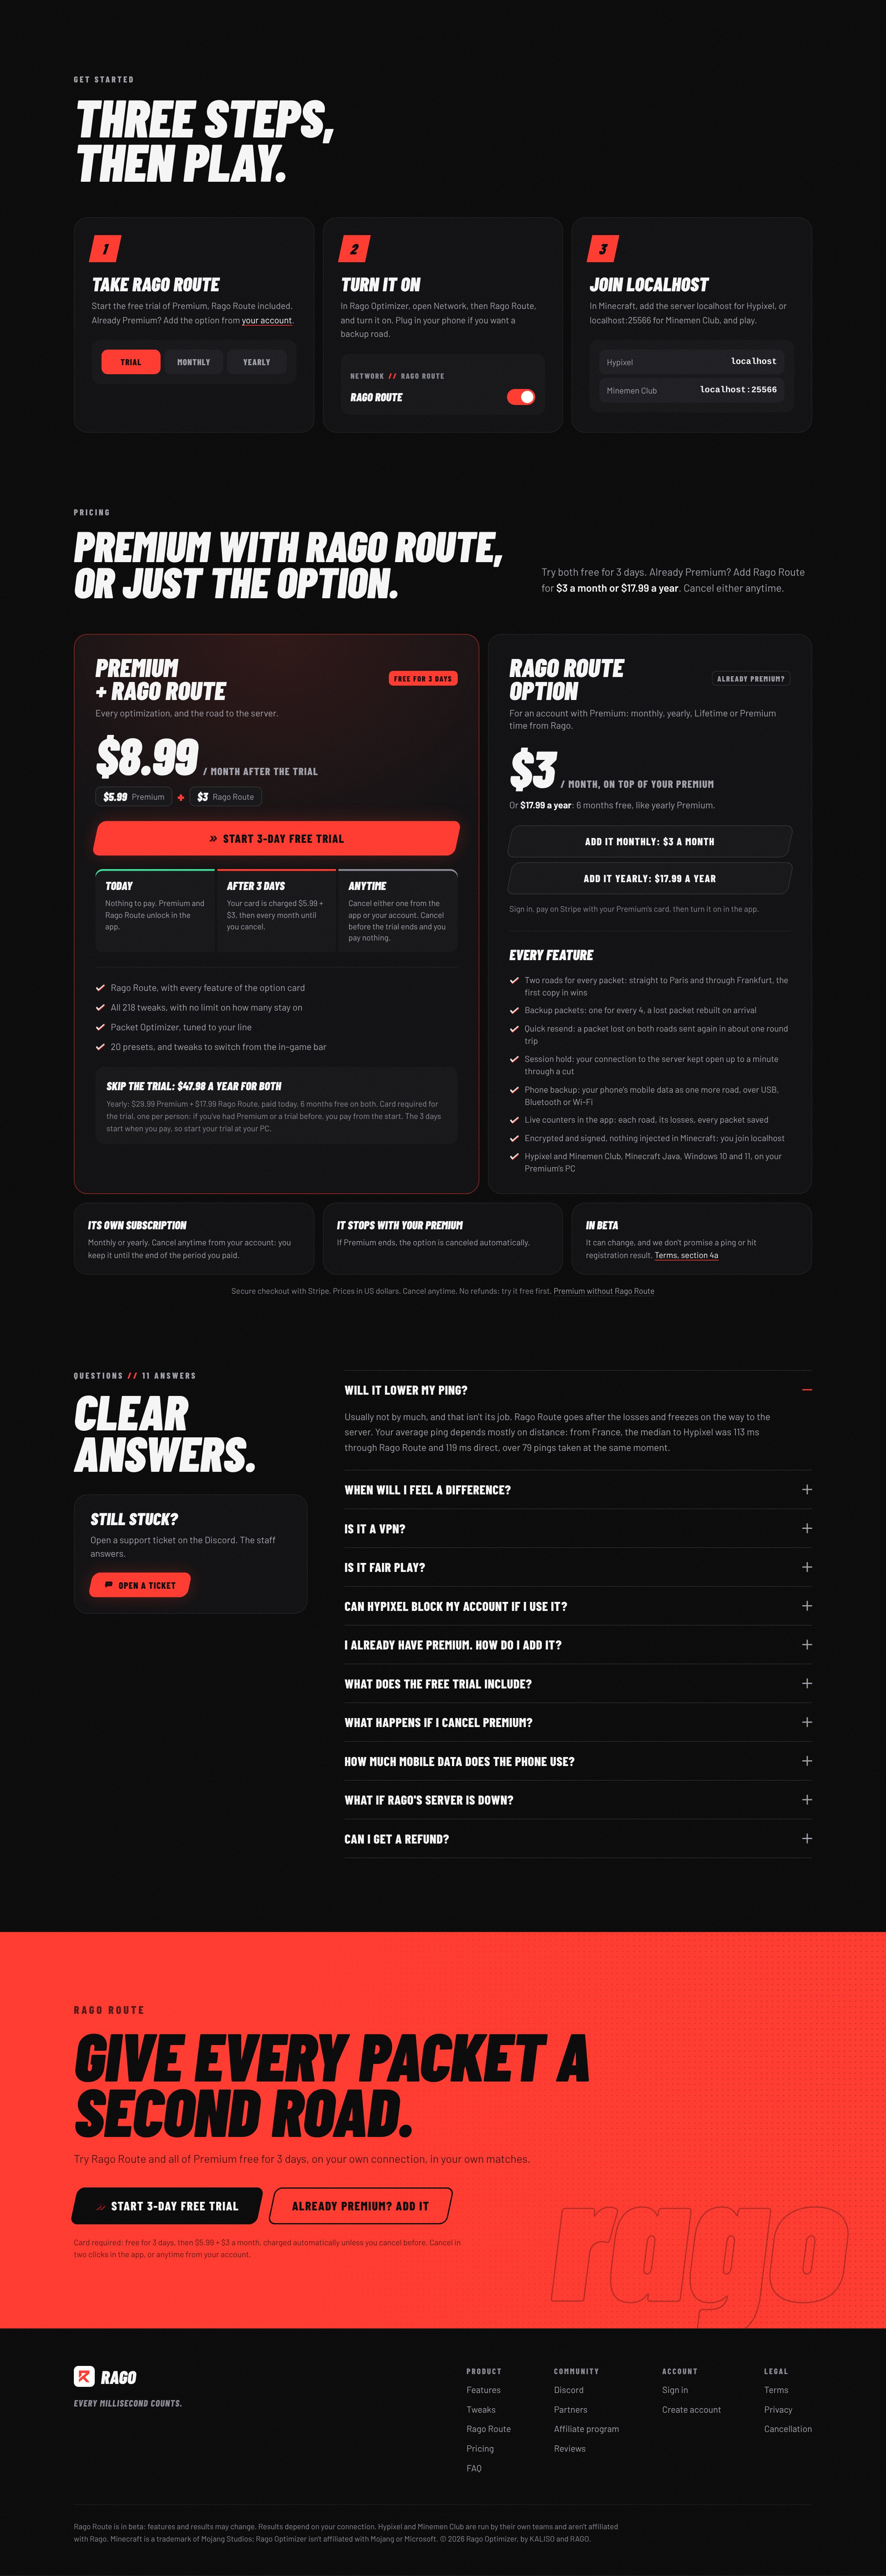 GET STARTED
THREE STEPS,
THEN PLAY.
1
TAKE RAGO ROUTE
Start the free trial of Premium, Rago Route included.
Already Premium? Add the option from your account.
TRIAL MONTHLY YEARLY
2
TURN IT ON
In Rago Optimizer, open Network, then Rago Route,
and turn it on. Plug in your phone if you want a
backup road.
NETWORK // RAGO ROUTE
RAGO ROUTE
3
JOIN LOCALHOST
In Minecraft, add the server localhost for Hypixel, or
localhost:25566 for Minemen Club, and play.
Hypixel localhost
Minemen Club localhost:25566
PRICING
PREMIUM WITH RAGO ROUTE,
OR JUST THE OPTION.
Try both free for 3 days. Already Premium? Add Rago Route
for $3 a month or $17.99 a year. Cancel either anytime.
PREMIUM
+ RAGO ROUTE
FREE FOR 3 DAYS
Every optimization, and the road to the server.
$8.99 / MONTH AFTER THE TRIAL
$5.99 Premium + $3 Rago Route
» START 3-DAY FREE TRIAL
TODAY
Nothing to pay. Premium and
Rago Route unlock in the
app.
AFTER 3 DAYS
Your card is charged $5.99 +
$3, then every month until
you cancel.
ANYTIME
Cancel either one from the
app or your account. Cancel
before the trial ends and you
pay nothing.
Rago Route, with every feature of the option card
All 218 tweaks, with no limit on how many stay on
Packet Optimizer, tuned to your line
20 presets, and tweaks to switch from the in-game bar
SKIP THE TRIAL: $47.98 A YEAR FOR BOTH
Yearly: $29.99 Premium + $17.99 Rago Route, paid today, 6 months free on both. Card required for
the trial, one per person: if you've had Premium or a trial before, you pay from the start. The 3 days
start when you pay, so start your trial at your PC.
RAGO ROUTE
OPTION
ALREADY PREMIUM?
For an account with Premium: monthly, yearly, Lifetime or Premium
time from Rago.
$3 / MONTH, ON TOP OF YOUR PREMIUM
Or $17.99 a year: 6 months free, like yearly Premium.
ADD IT MONTHLY: $3 A MONTH
ADD IT YEARLY: $17.99 A YEAR
Sign in, pay on Stripe with your Premium's card, then turn it on in the app.
EVERY FEATURE
Two roads for every packet: straight to Paris and through Frankfurt, the
first copy in wins
Backup packets: one for every 4, a lost packet rebuilt on arrival
Quick resend: a packet lost on both roads sent again in about one round
trip
Session hold: your connection to the server kept open up to a minute
through a cut
Phone backup: your phone's mobile data as one more road, over USB,
Bluetooth or Wi-Fi
Live counters in the app: each road, its losses, every packet saved
Encrypted and signed, nothing injected in Minecraft: you join localhost
Hypixel and Minemen Club, Minecraft Java, Windows 10 and 11, on your
Premium's PC
ITS OWN SUBSCRIPTION
Monthly or yearly. Cancel anytime from your account: you
keep it until the end of the period you paid.
IT STOPS WITH YOUR PREMIUM
If Premium ends, the option is canceled automatically.
IN BETA
It can change, and we don't promise a ping or hit
registration result. Terms, section 4a
Secure checkout with Stripe. Prices in US dollars. Cancel anytime. No refunds: try it free first. Premium without Rago Route
QUESTIONS // 11 ANSWERS
CLEAR
ANSWERS.
STILL STUCK?
Open a support ticket on the Discord. The staff
answers.
OPEN A TICKET
WILL IT LOWER MY PING?
Usually not by much, and that isn't its job. Rago Route goes after the losses and freezes on the way to the
server. Your average ping depends mostly on distance: from France, the median to Hypixel was 113 ms
through Rago Route and 119 ms direct, over 79 pings taken at the same moment.
WHEN WILL I FEEL A DIFFERENCE?
IS IT A VPN?
IS IT FAIR PLAY?
CAN HYPIXEL BLOCK MY ACCOUNT IF I USE IT?
I ALREADY HAVE PREMIUM. HOW DO I ADD IT?
WHAT DOES THE FREE TRIAL INCLUDE?
WHAT HAPPENS IF I CANCEL PREMIUM?
HOW MUCH MOBILE DATA DOES THE PHONE USE?
WHAT IF RAGO'S SERVER IS DOWN?
CAN I GET A REFUND?
RAGO ROUTE
GIVE EVERY PACKET A
SECOND ROAD.
Try Rago Route and all of Premium free for 3 days, on your own connection, in your own matches.
START 3-DAY FREE TRIAL
ALREADY PREMIUM? ADD IT
Card required: free for 3 days, then $5.99 + $3 a month, charged automatically unless you cancel before. Cancel in
two clicks in the app, or anytime from your account.
rago
RAGO
EVERY MILLISECOND COUNTS.
PRODUCT
Features
Tweaks
Rago Route
Pricing
FAQ
COMMUNITY
Discord
Partners
Affiliate program
Reviews
ACCOUNT
Sign in
Create account
LEGAL
Terms
Privacy
Cancellation
Rago Route is in beta: features and results may change. Results depend on your connection. Hypixel and Minemen Club are run by their own teams and aren't affiliated
with Rago. Minecraft is a trademark of Mojang Studios; Rago Optimizer isn't affiliated with Mojang or Microsoft. © 2026 Rago Optimizer, by KALISO and RAGO.